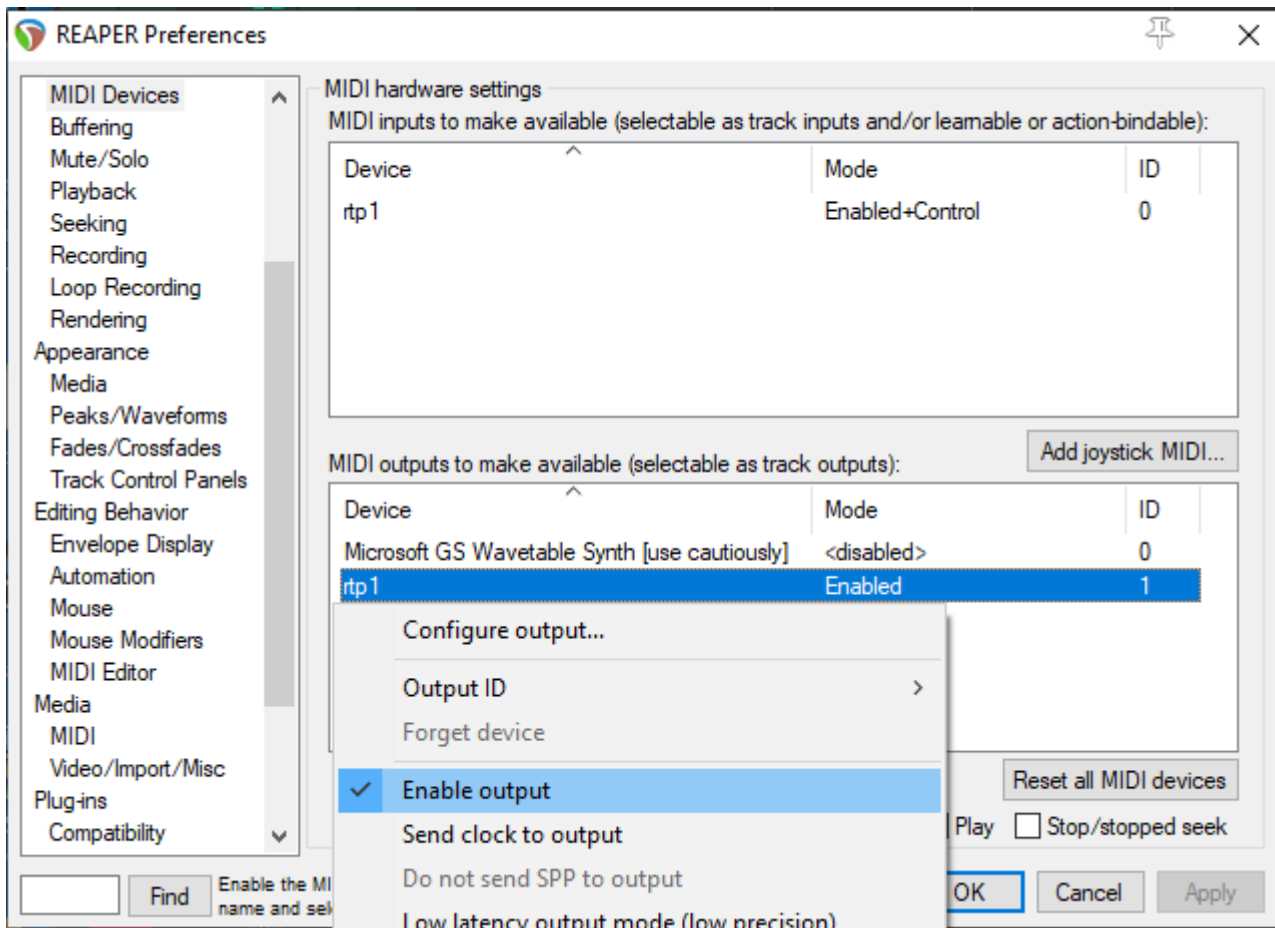 REAPER Preferences
MIDI Devices
Buffering
Mute/Solo
Playback
Seeking
Recording
Loop Recording
Rendering
Appearance
Media
Peaks/Waveforms
Fades/Crossfades
Track Control Panels
Editing Behavior
Envelope Display
Automation
Mouse
Mouse Modifiers
MIDI Editor
Media
MIDI
Video/Import/Misc
Plug-ins
Compatibility
MIDI hardware settings
MIDI inputs to make available (selectable as track inputs and/or learnable or action-bindable):
Device Mode ID
rtp1 Enabled+Control 0
Add joystick MIDI...
MIDI outputs to make available (selectable as track outputs):
Device Mode ID
Microsoft GS Wavetable Synth [use cautiously] <disabled> 0
rtp1 Enabled 1
Configure output...
Output ID
Forget device
Enable output
Send clock to output
Do not send SPP to output
Low latency output mode (low precision)
Reset all MIDI devices
Play Stop/stopped seek
Find
Enable the MI
name and sel
OK Cancel Apply